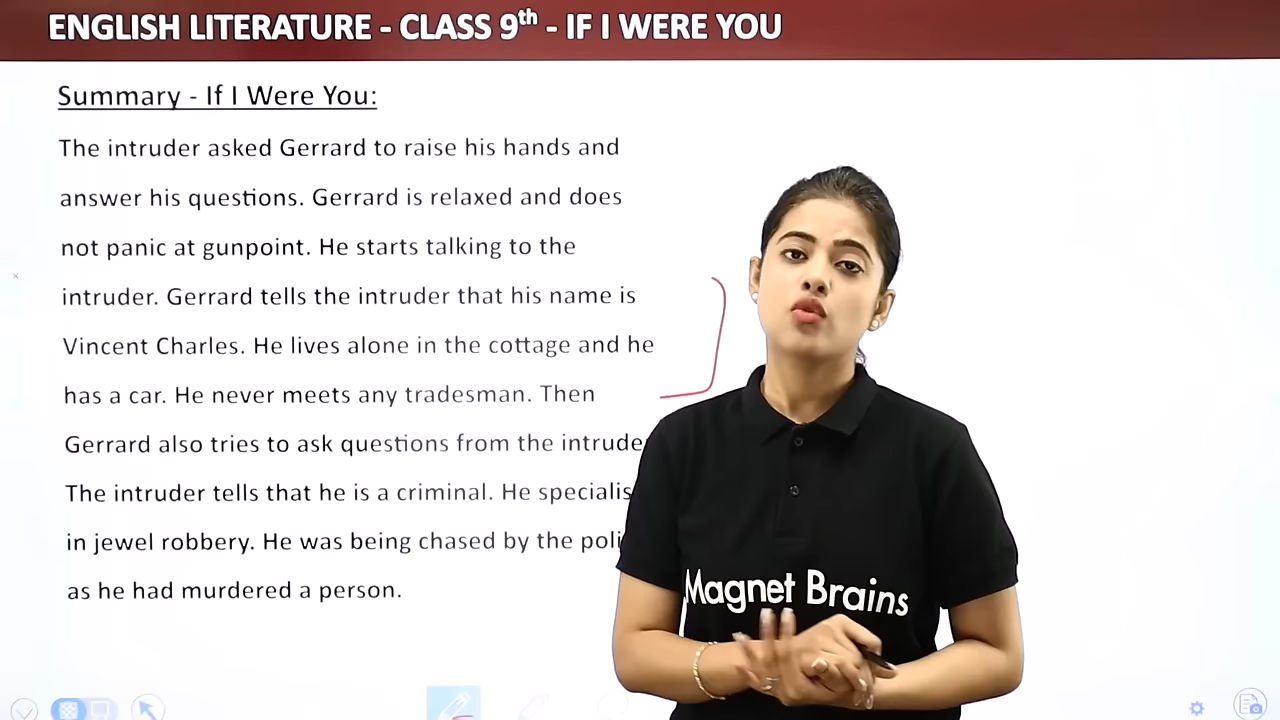 ENGLISH LITERATURE - CLASS 9th - IF I WERE YOU
Summary - If I Were You:
The intruder asked Gerrard to raise his hands and
answer his questions. Gerrard is relaxed and does
not panic at gunpoint. He starts talking to the
intruder. Gerrard tells the intruder that his name is
Vincent Charles. He lives alone in the cottage and he
has a car. He never meets any tradesman. Then
Gerrard also tries to ask questions from the
The intruder tells that he is a criminal. He
in jewel robbery. He was being chased by the
as he had murdered a person.
Magnet Brains